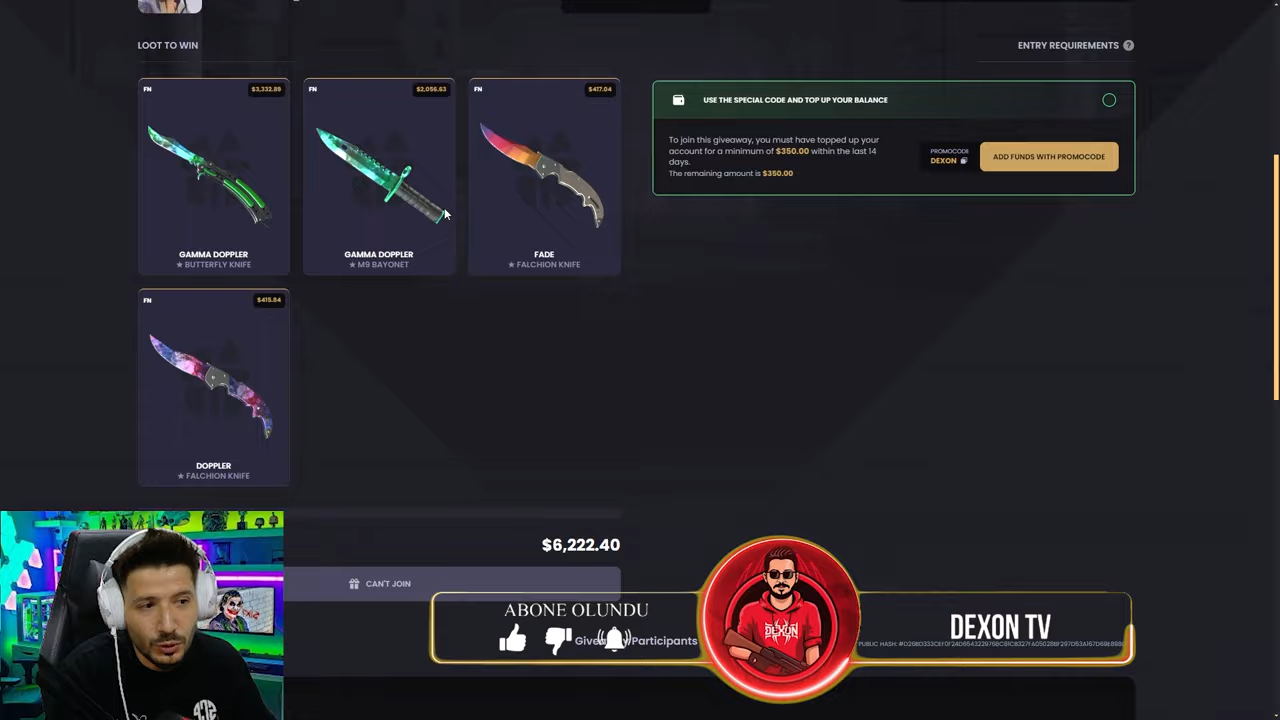 LOOT TO WIN
ENTRY REQUIREMENTS ?
FN $3,332.89
GAMMA DOPPLER
★ BUTTERFLY KNIFE
FN $2,056.63
GAMMA DOPPLER
★ M9 BAYONET
FN $417.04
FADE
★ FALCHION KNIFE
USE THE SPECIAL CODE AND TOP UP YOUR BALANCE
To join this giveaway, you must have topped up your
account for a minimum of $350.00 within the last 14
days.
The remaining amount is $350.00
PROMOCODE
DEXON
ADD FUNDS WITH PROMOCODE
FN $415.84
DOPPLER
★ FALCHION KNIFE
$6,222.40
CAN'T JOIN
ABONE OLUNDU
Participants
DEXON
DEXON TV
PUBLIC HASH: